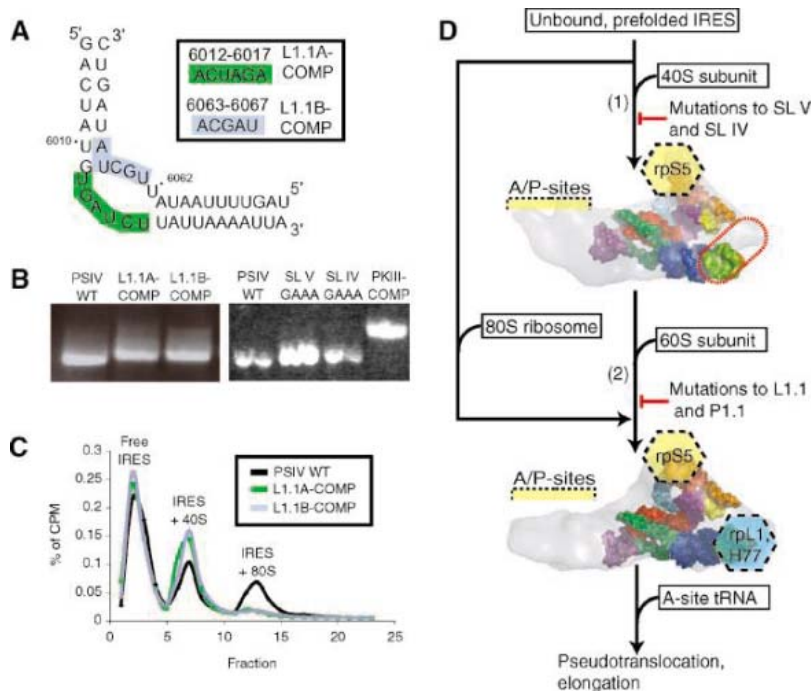 A
5' 3'
6010
UCGU
6062
U
AUAAUUUUGAU 5'
UAUUAAAAUUA 3'
UGAUCU
6012-6017 L1.1A-
ACUAGA COMP
6063-6067 L1.1B-
ACGAU COMP
B
PSIV WT
L1.1A- COMP
L1.1B- COMP
PSIV WT
SL V GAAA
SL IV GAAA
PKIII- COMP
C
% of CPM
0.3
0.25
0.2
0.15
0.1
0.05
0
0 5 10 15 20 25
Fraction
Free
IRES
IRES
+ 40S
IRES
+ 80S
PSIV WT
L1.1A-COMP
L1.1B-COMP
D
Unbound, prefolded IRES
40S subunit
(1)
Mutations to SL V
and SL IV
rpS5
A/P-sites
80S ribosome
60S subunit
(2)
Mutations to L1.1
and P1.1
rpS5
A/P-sites
rpL1,
H77
A-site tRNA
Pseudotranslocation,
elongation